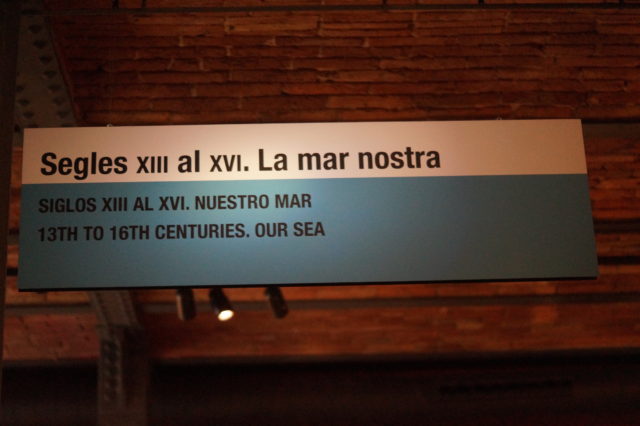 Segles XIII al XVI. La mar nostra
SIGLOS XIII AL XVI. NUESTRO MAR
13TH TO 16TH CENTURIES. OUR SEA